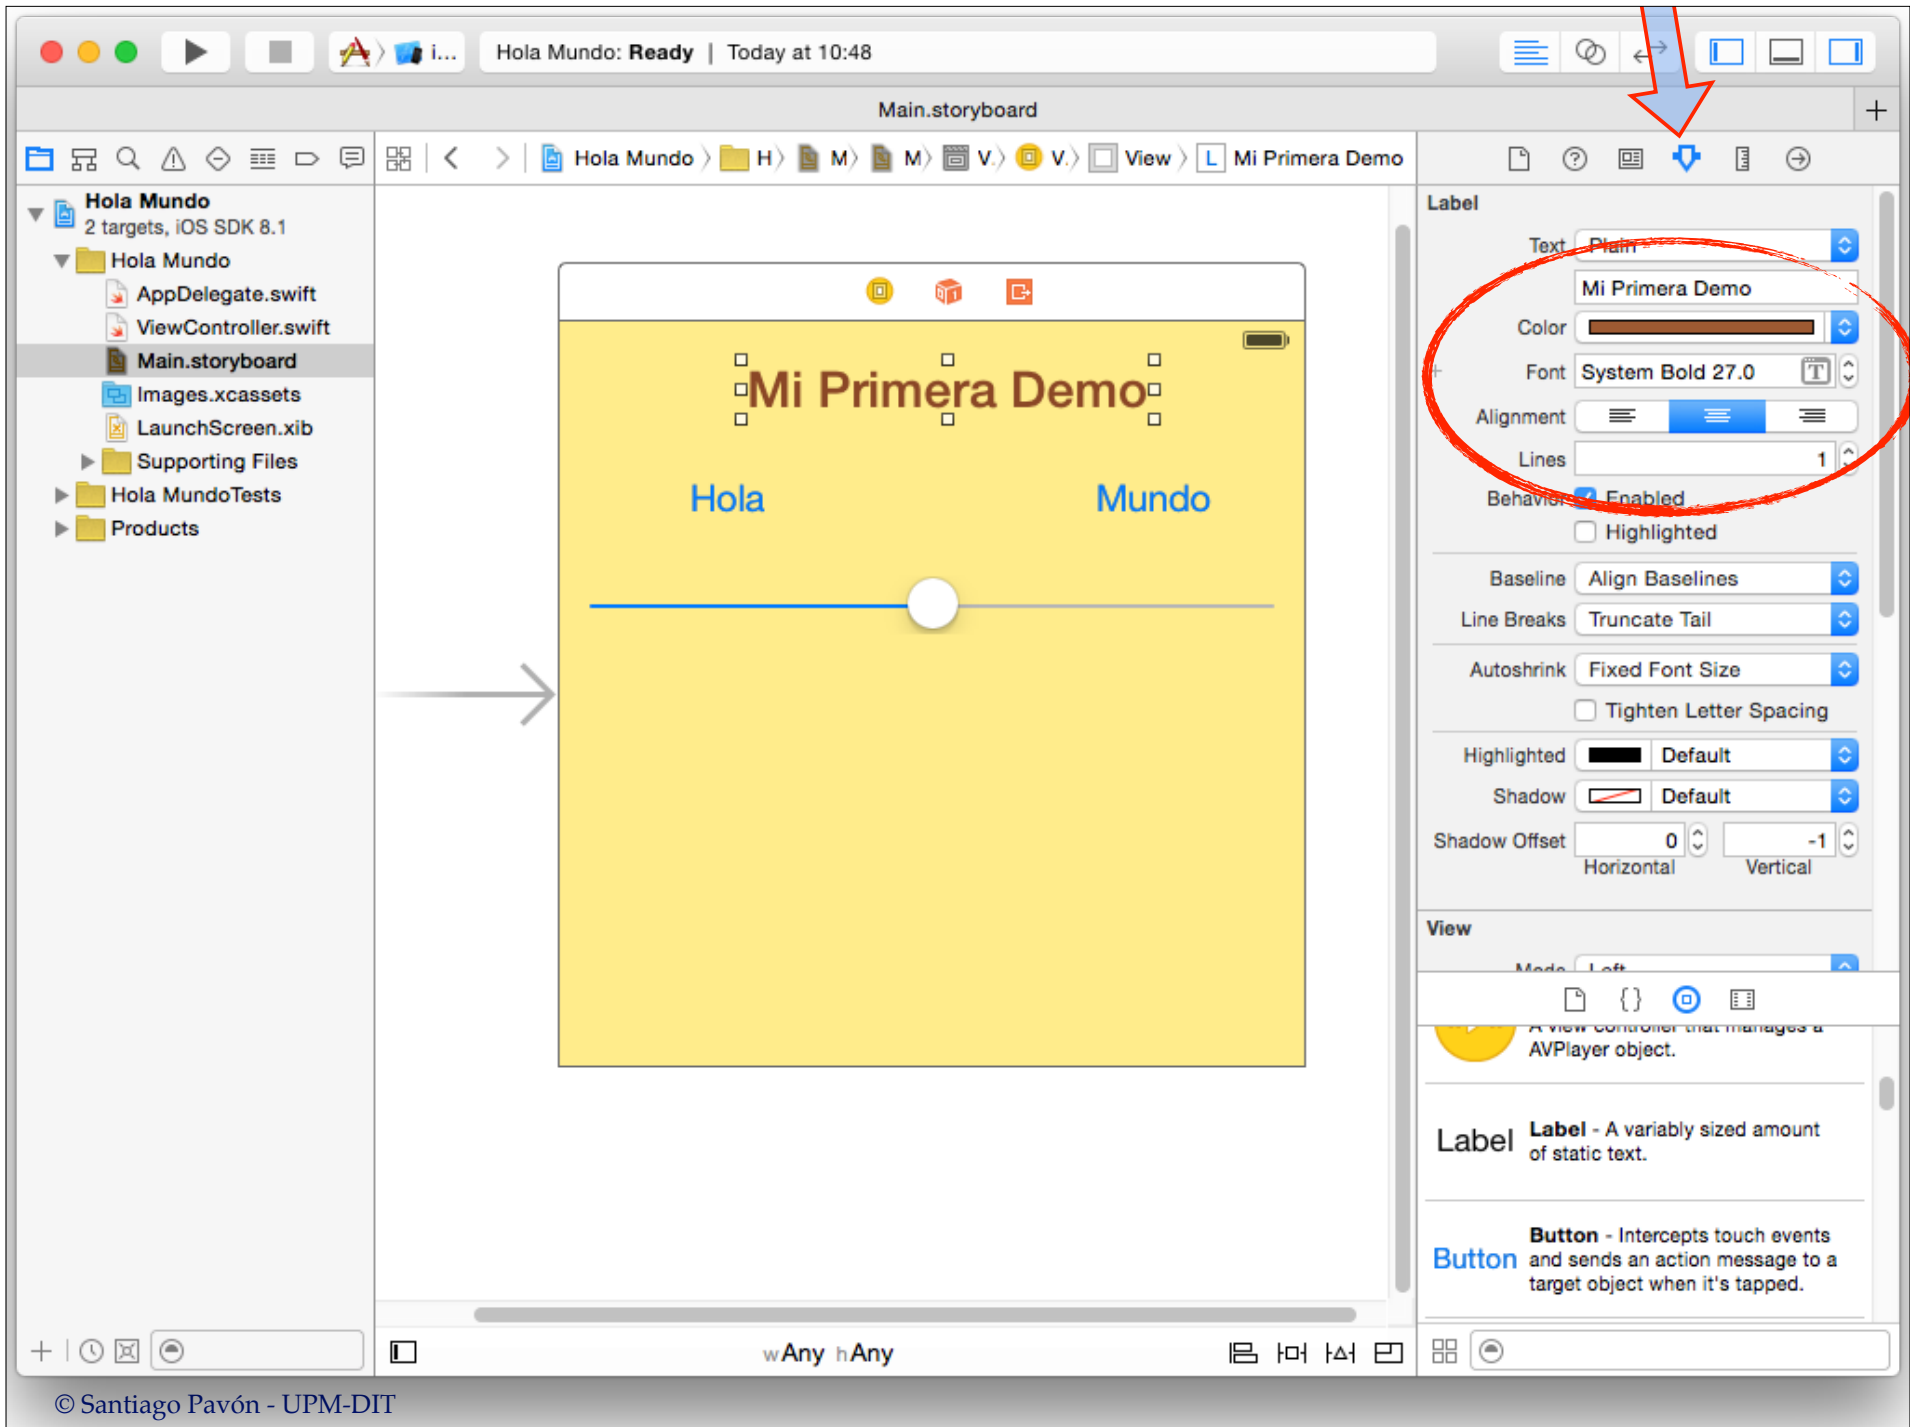 i...
Hola Mundo: Ready | Today at 10:48
Main.storyboard
Hola Mundo
H
M
M
V.
V.
View
L Mi Primera Demo
Hola Mundo
2 targets, iOS SDK 8.1
Hola Mundo
AppDelegate.swift
ViewController.swift
Main.storyboard
Images.xcassets
LaunchScreen.xib
Supporting Files
Hola MundoTests
Products
Mi Primera Demo
Hola
Mundo
wAny hAny
Label
Text Plain
Mi Primera Demo
Color
Font System Bold 27.0 T
Alignment
Lines 1
Behavior Enabled
Highlighted
Baseline Align Baselines
Line Breaks Truncate Tail
Autoshrink Fixed Font Size
Tighten Letter Spacing
Highlighted Default
Shadow Default
Shadow Offset 0 -1
Horizontal Vertical
View
Mode Left
{}
A view controller that manages a
AVPlayer object.
Label
Label - A variably sized amount
of static text.
Button
Button - Intercepts touch events
and sends an action message to a
target object when it's tapped.
© Santiago Pavón - UPM-DIT